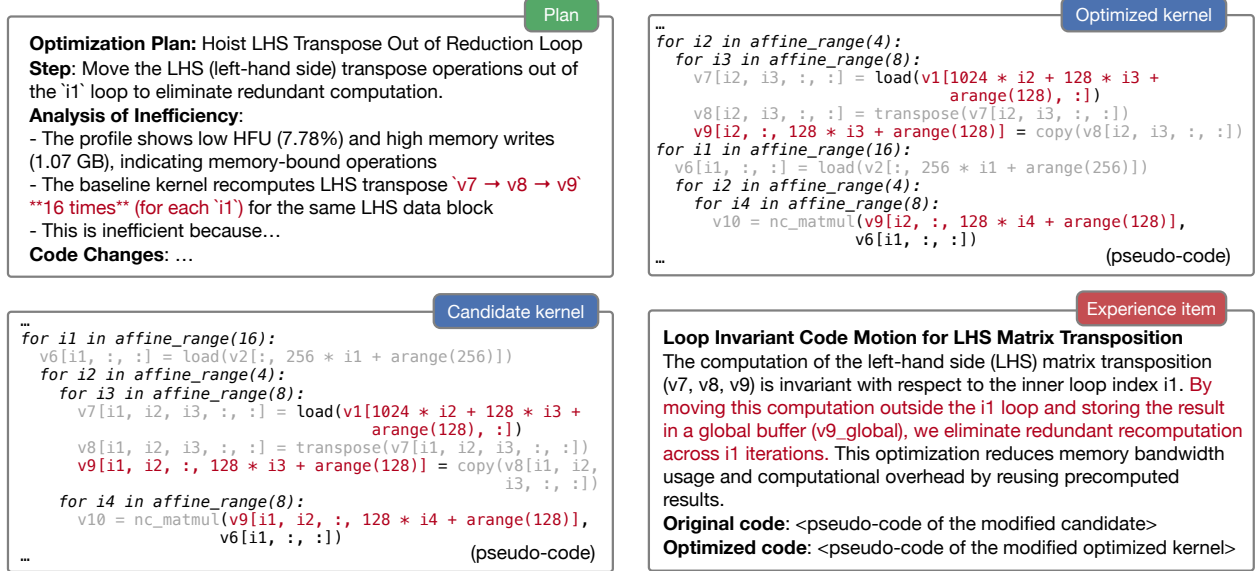 Plan
Optimization Plan: Hoist LHS Transpose Out of Reduction Loop
Step: Move the LHS (left-hand side) transpose operations out of
the `i1` loop to eliminate redundant computation.
Analysis of Inefficiency:
- The profile shows low HFU (7.78%) and high memory writes
(1.07 GB), indicating memory-bound operations
- The baseline kernel recomputes LHS transpose `v7 → v8 → v9`
**16 times** (for each `i1`) for the same LHS data block
- This is inefficient because…
Code Changes: …
Optimized kernel
…
for i2 in affine_range(4):
for i3 in affine_range(8):
v7[i2, i3, :, :] = load(v1[1024 * i2 + 128 * i3 +
arange(128), :])
v8[i2, i3, :, :] = transpose(v7[i2, i3, :, :])
v9[i2, :, 128 * i3 + arange(128)] = copy(v8[i2, i3, :, :])
for i1 in affine_range(16):
v6[i1, :, :] = load(v2[:, 256 * i1 + arange(256)])
for i2 in affine_range(4):
for i4 in affine_range(8):
v10 = nc_matmul(v9[i2, :, 128 * i4 + arange(128)],
v6[i1, :, :])
…
(pseudo-code)
Candidate kernel
…
for i1 in affine_range(16):
v6[i1, :, :] = load(v2[:, 256 * i1 + arange(256)])
for i2 in affine_range(4):
for i3 in affine_range(8):
v7[i1, i2, i3, :, :] = load(v1[1024 * i2 + 128 * i3 +
arange(128), :])
v8[i1, i2, i3, :, :] = transpose(v7[i1, i2, i3, :, :])
v9[i1, i2, :, 128 * i3 + arange(128)] = copy(v8[i1, i2,
i3, :, :])
for i4 in affine_range(8):
v10 = nc_matmul(v9[i1, i2, :, 128 * i4 + arange(128)],
v6[i1, :, :])
…
(pseudo-code)
Experience item
Loop Invariant Code Motion for LHS Matrix Transposition
The computation of the left-hand side (LHS) matrix transposition
(v7, v8, v9) is invariant with respect to the inner loop index i1. By
moving this computation outside the i1 loop and storing the result
in a global buffer (v9_global), we eliminate redundant recomputation
across i1 iterations. This optimization reduces memory bandwidth
usage and computational overhead by reusing precomputed
results.
Original code: <pseudo-code of the modified candidate>
Optimized code: <pseudo-code of the modified optimized kernel>